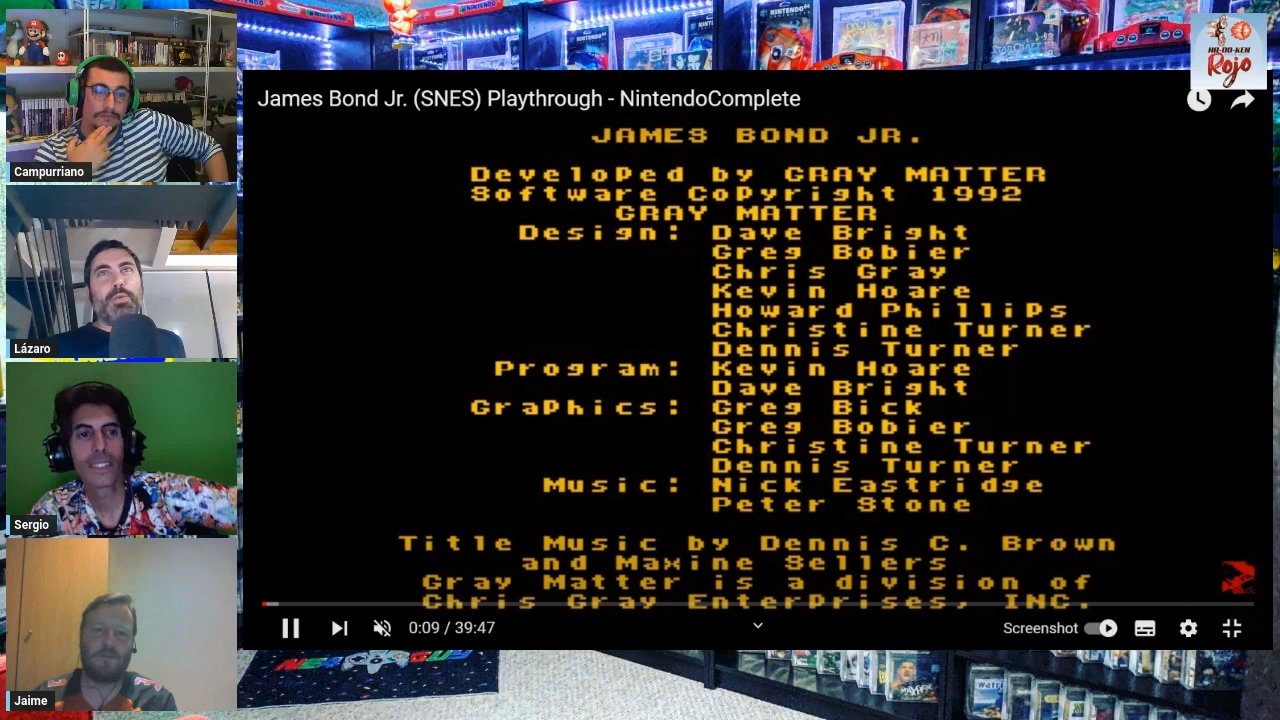 HA-DO-KEN
Rojo
James Bond Jr. (SNES) Playthrough - NintendoComplete
JAMES BOND JR.
Developed by GRAY MATTER
Software Copyright 1992
GRAY MATTER
Design: Dave Bright
Greg Bobier
Chris Gray
Kevin Hoare
Howard Phillips
Christine Turner
Dennis Turner
Program: Kevin Hoare
Dave Bright
Graphics: Greg Bick
Greg Bobier
Christine Turner
Dennis Turner
Music: Nick Eastridge
Peter Stone
Title Music by Dennis C. Brown
and Maxine Sellers
Gray Matter is a division of
Chris Gray Enterprises, INC.
0:09 / 39:47
Screenshot
Campurriano
Lázaro
Sergio
Jaime